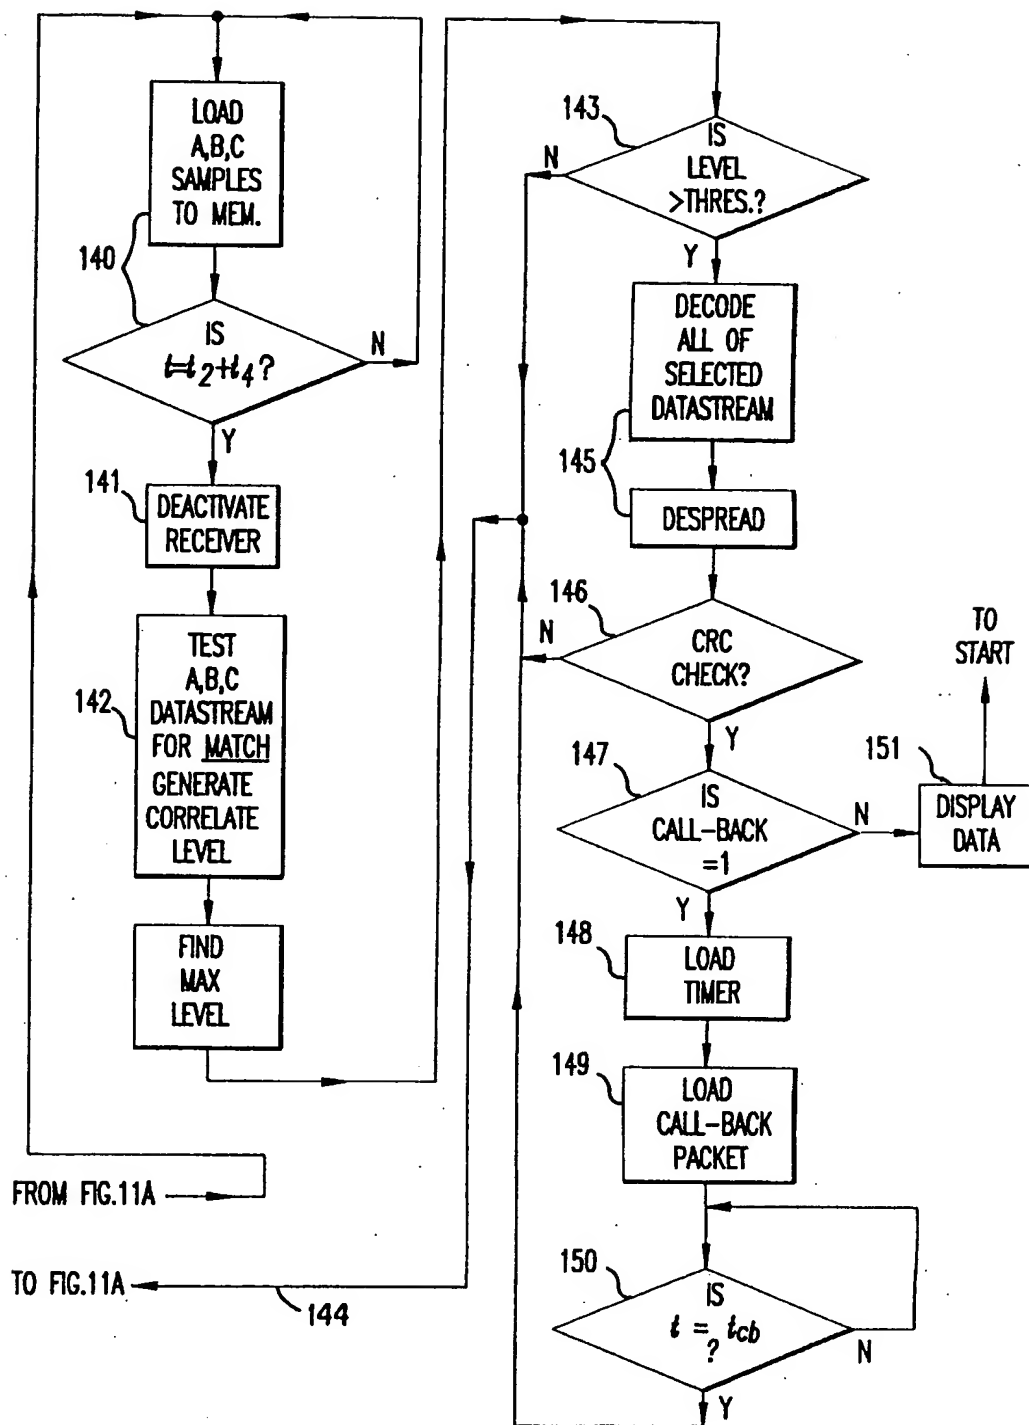 LOAD
A,B,C
SAMPLES
TO MEM.
140
IS
t=t2+t4?
N
Y
141
DEACTIVATE
RECEIVER
142
TEST
A,B,C
DATASTREAM
FOR MATCH
GENERATE
CORRELATE
LEVEL
FIND
MAX
LEVEL
FROM FIG.11A
TO FIG.11A
144
143
IS
LEVEL
>THRES.?
N
Y
DECODE
ALL OF
SELECTED
DATASTREAM
145
DESPREAD
146
CRC
CHECK?
N
Y
147
IS
CALL-BACK
=1
N
Y
151
DISPLAY
DATA
TO
START
148
LOAD
TIMER
149
LOAD
CALL-BACK
PACKET
150
IS
t = tcb
?
N
Y